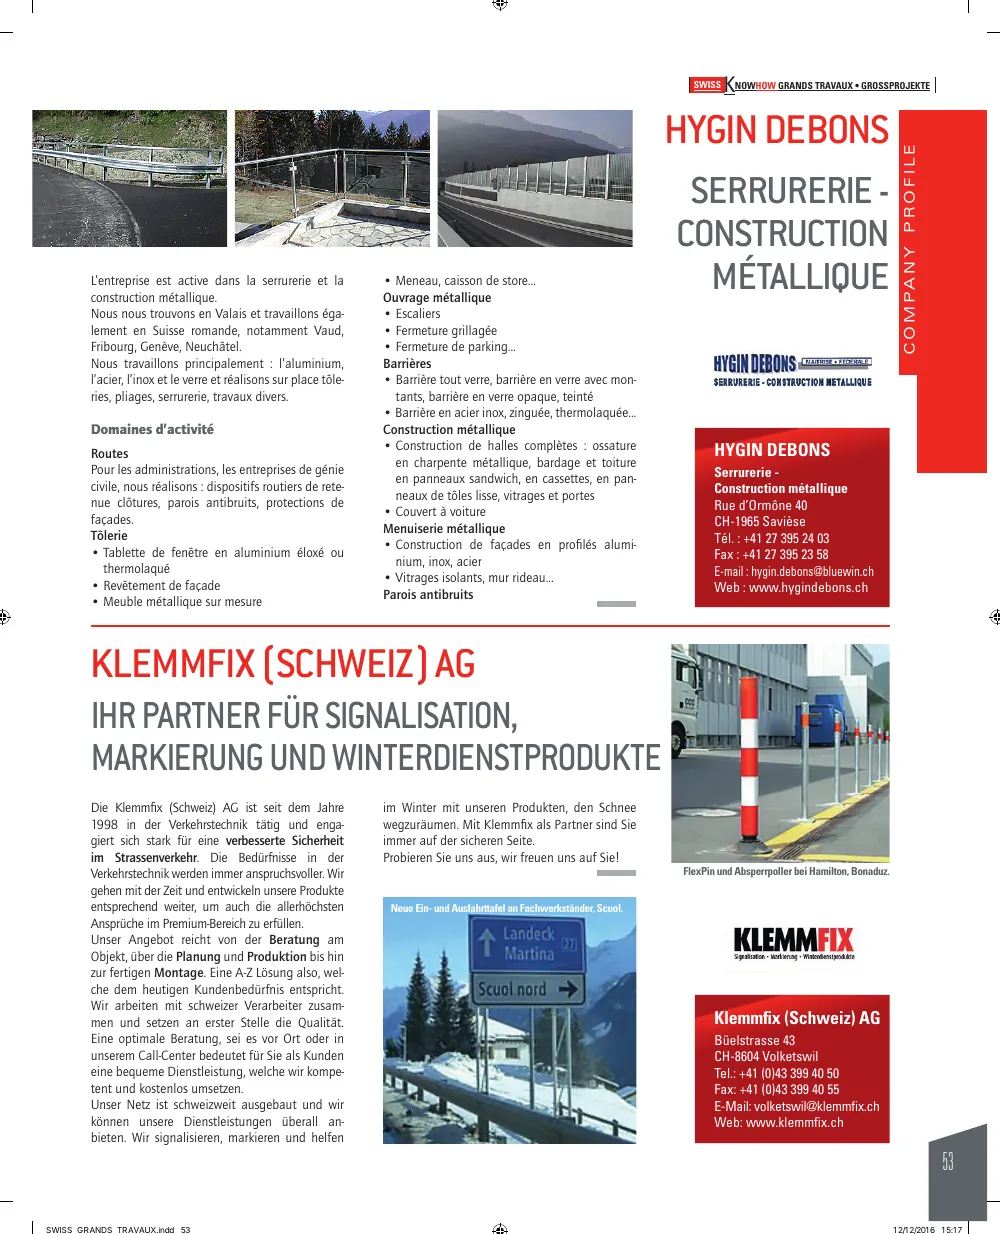 SWISS KNOWHOW GRANDS TRAVAUX • GROSSPROJEKTE
HYGIN DEBONS
SERRURERIE -
CONSTRUCTION
MÉTALLIQUE
COMPANY PROFILE
L’entreprise est active dans la serrurerie et la
construction métallique.
Nous nous trouvons en Valais et travaillons éga-
lement en Suisse romande, notamment Vaud,
Fribourg, Genève, Neuchâtel.
Nous travaillons principalement : l’aluminium,
l’acier, l’inox et le verre et réalisons sur place tôle-
ries, pliages, serrurerie, travaux divers.
Domaines d’activité
Routes
Pour les administrations, les entreprises de génie
civile, nous réalisons : dispositifs routiers de rete-
nue clôtures, parois antibruits, protections de
façades.
Tôlerie
• Tablette de fenêtre en aluminium éloxé ou
thermolaqué
• Revêtement de façade
• Meuble métallique sur mesure
• Meneau, caisson de store...
Ouvrage métallique
• Escaliers
• Fermeture grillagée
• Fermeture de parking...
Barrières
• Barrière tout verre, barrière en verre avec mon-
tants, barrière en verre opaque, teinté
• Barrière en acier inox, zinguée, thermolaquée...
Construction métallique
• Construction de halles complètes : ossature
en charpente métallique, bardage et toiture
en panneaux sandwich, en cassettes, en pan-
neaux de tôles lisse, vitrages et portes
• Couvert à voiture
Menuiserie métallique
• Construction de façades en profilés alumi-
nium, inox, acier
• Vitrages isolants, mur rideau...
Parois antibruits
HYGIN DEBONS MAITRISE • FEDERALE
SERRURERIE - CONSTRUCTION METALLIQUE
HYGIN DEBONS
Serrurerie -
Construction métallique
Rue d’Ormône 40
CH-1965 Savièse
Tél. : +41 27 395 24 03
Fax : +41 27 395 23 58
E-mail : hygin.debons@bluewin.ch
Web : www.hygindebons.ch
KLEMMFIX (SCHWEIZ) AG
IHR PARTNER FÜR SIGNALISATION,
MARKIERUNG UND WINTERDIENSTPRODUKTE
Die Klemmfix (Schweiz) AG ist seit dem Jahre
1998 in der Verkehrstechnik tätig und enga-
giert sich stark für eine verbesserte Sicherheit
im Strassenverkehr. Die Bedürfnisse in der
Verkehrstechnik werden immer anspruchsvoller. Wir
gehen mit der Zeit und entwickeln unsere Produkte
entsprechend weiter, um auch die allerhöchsten
Ansprüche im Premium-Bereich zu erfüllen.
Unser Angebot reicht von der Beratung am
Objekt, über die Planung und Produktion bis hin
zur fertigen Montage. Eine A-Z Lösung also, wel-
che dem heutigen Kundenbedürfnis entspricht.
Wir arbeiten mit schweizer Verarbeiter zusam-
men und setzen an erster Stelle die Qualität.
Eine optimale Beratung, sei es vor Ort oder in
unserem Call-Center bedeutet für Sie als Kunden
eine bequeme Dienstleistung, welche wir kompe-
tent und kostenlos umsetzen.
Unser Netz ist schweizweit ausgebaut und wir
können unsere Dienstleistungen überall an-
bieten. Wir signalisieren, markieren und helfen
im Winter mit unseren Produkten, den Schnee
wegzuräumen. Mit Klemmfix als Partner sind Sie
immer auf der sicheren Seite.
Probieren Sie uns aus, wir freuen uns auf Sie!
Neue Ein- und Ausfahrttafel an Fachwerkständer, Scuol.
Landeck
Martina
27
Scuol nord
FlexPin und Absperrpoller bei Hamilton, Bonaduz.
KLEMMFIX
Signalisation • Markierung • Winterdienstprodukte
Klemmfix (Schweiz) AG
Büelstrasse 43
CH-8604 Volketswil
Tel.: +41 (0)43 399 40 50
Fax: +41 (0)43 399 40 55
E-Mail: volketswil@klemmfix.ch
Web: www.klemmfix.ch
53
SWISS GRANDS TRAVAUX.indd 53
12/12/2016 15:17